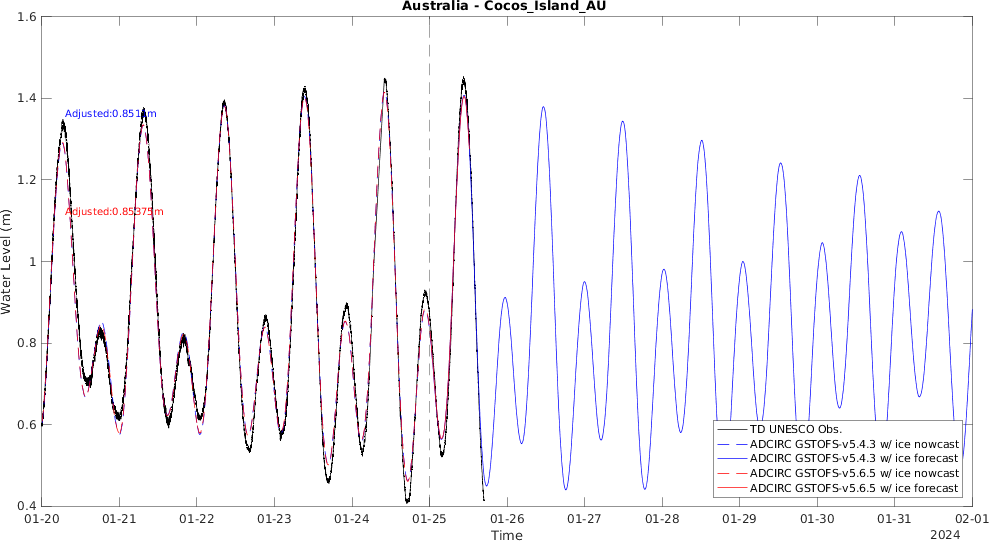 Australia - Cocos_Island_AU
1.6
1.4
1.2
1
0.8
0.6
0.4
Water Level (m)
Adjusted:0.851 m
Adjusted:0.85375m
TD UNESCO Obs.
ADCIRC GSTOFS-v5.4.3 w/ ice nowcast
ADCIRC GSTOFS-v5.4.3 w/ ice forecast
ADCIRC GSTOFS-v5.6.5 w/ ice nowcast
ADCIRC GSTOFS-v5.6.5 w/ ice forecast
01-20 01-21 01-22 01-23 01-24 01-25 01-26 01-27 01-28 01-29 01-30 01-31 02-01
Time
2024